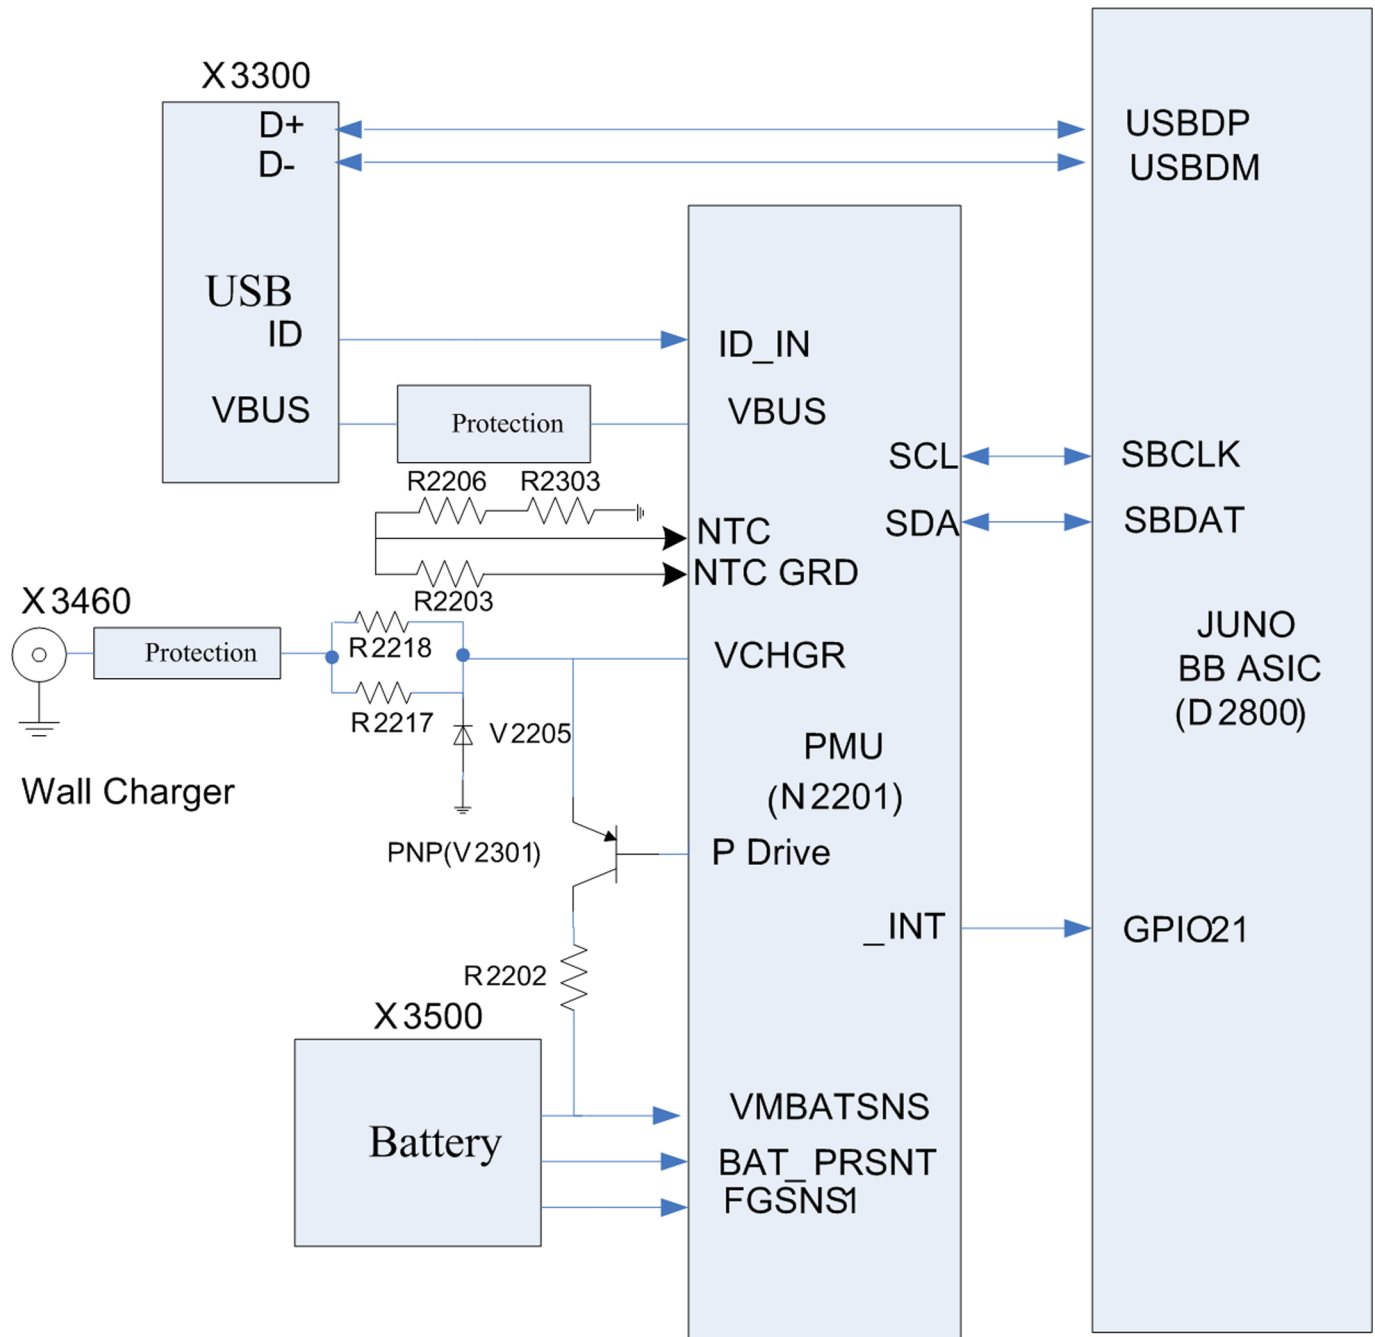 X3300
D+
D-
USB
ID
VBUS
Protection
R2206
R2303
R2203
X3460
Protection
R2218
R2217
V2205
Wall Charger
PNP(V2301)
R2202
X3500
Battery
ID_IN
VBUS
SCL
SDA
NTC
NTC GRD
VCHGR
PMU
(N2201)
P Drive
_INT
VMBATSNS
BAT_PRSNT
FGSNS1
USBDP
USBDM
SBCLK
SBDAT
JUNO
BB ASIC
(D2800)
GPIO21